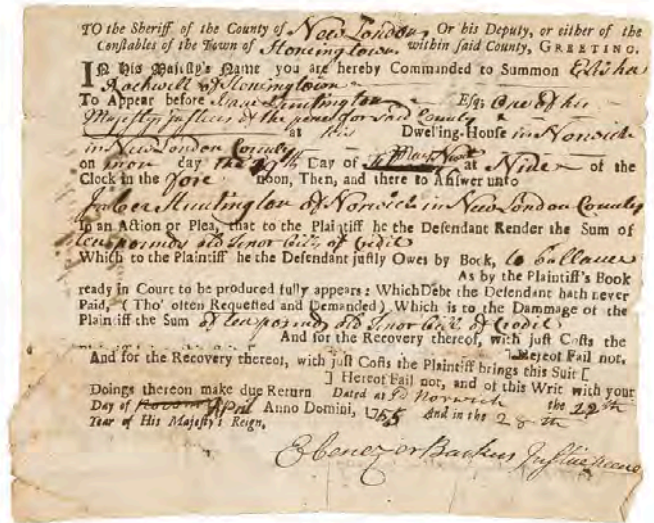 TO the Sheriff of the County of New London Or his Deputy, or either of the
Constables of the Town of Stoningtown within said County, GREETING.
IN His Majesty's Name you are hereby Commanded to Summon Elisha
Rockwell of Stoningtown
To Appear before Isaac Huntington Esq; One of his
Majestys Justices of the peace for said County
at his Dwelling-House in Norwich
in New London County
on mon day the 29th Day of at Nine of the
Clock in the fore noon, Then, and there to Answer unto
Huntington of Norwich in New London County
In an Action or Plea, that to the Plaintiff he the Defendant Render the Sum of
ten pounds old Tenor Bills of Credit
Which to the Plaintiff he the Defendant justly Owes by Book, to ballance
As by the Plaintiff's Book
ready in Court to be produced fully appears: Which Debt the Defendant hath never
Paid, (Tho' often Requested and Demanded) Which is to the Dammage of the
Plaintiff the Sum of ten pounds old Tenor Bills of Credit
And for the Recovery thereof, with just Costs the
] Hereof Fail not,
And for the Recovery thereof, with just Costs the Plaintiff brings this Suit [
] Hereof Fail not, and of this Writ with your
Doings thereon make due Return Dated at Sd Norwich the 22th
Day of April Anno Domini, 1755 And in the 28th
Year of His Majesty's Reign.
Ebenezer Backus Justice peace